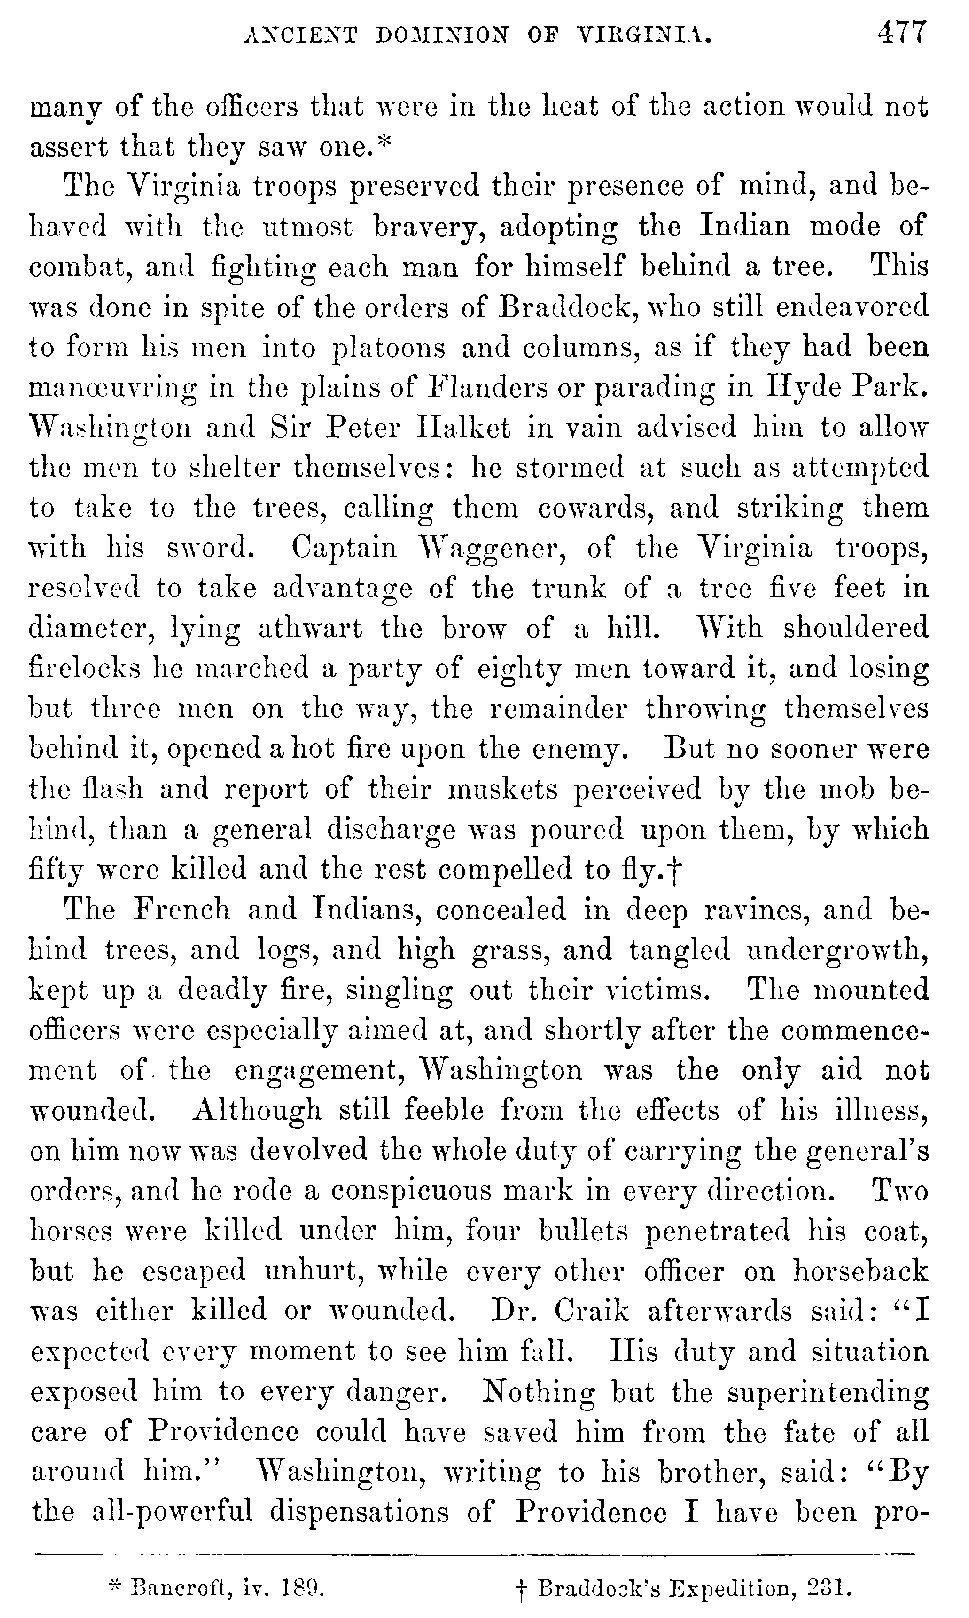 ANCIENT DOMINION OF VIRGINIA. 477
many of the officers that were in the heat of the action would not
assert that they saw one.*
The Virginia troops preserved their presence of mind, and be-
haved with the utmost bravery, adopting the Indian mode of
combat, and fighting each man for himself behind a tree. This
was done in spite of the orders of Braddock, who still endeavored
to form his men into platoons and columns, as if they had been
manœuvring in the plains of Flanders or parading in Hyde Park.
Washington and Sir Peter Halket in vain advised him to allow
the men to shelter themselves: he stormed at such as attempted
to take to the trees, calling them cowards, and striking them
with his sword. Captain Waggener, of the Virginia troops,
resolved to take advantage of the trunk of a tree five feet in
diameter, lying athwart the brow of a hill. With shouldered
firelocks he marched a party of eighty men toward it, and losing
but three men on the way, the remainder throwing themselves
behind it, opened a hot fire upon the enemy. But no sooner were
the flash and report of their muskets perceived by the mob be-
hind, than a general discharge was poured upon them, by which
fifty were killed and the rest compelled to fly.†
The French and Indians, concealed in deep ravines, and be-
hind trees, and logs, and high grass, and tangled undergrowth,
kept up a deadly fire, singling out their victims. The mounted
officers were especially aimed at, and shortly after the commence-
ment of the engagement, Washington was the only aid not
wounded. Although still feeble from the effects of his illness,
on him now was devolved the whole duty of carrying the general's
orders, and he rode a conspicuous mark in every direction. Two
horses were killed under him, four bullets penetrated his coat,
but he escaped unhurt, while every other officer on horseback
was either killed or wounded. Dr. Craik afterwards said: "I
expected every moment to see him fall. His duty and situation
exposed him to every danger. Nothing but the superintending
care of Providence could have saved him from the fate of all
around him." Washington, writing to his brother, said: "By
the all-powerful dispensations of Providence I have been pro-
* Bancroft, iv. 189. † Braddock's Expedition, 231.